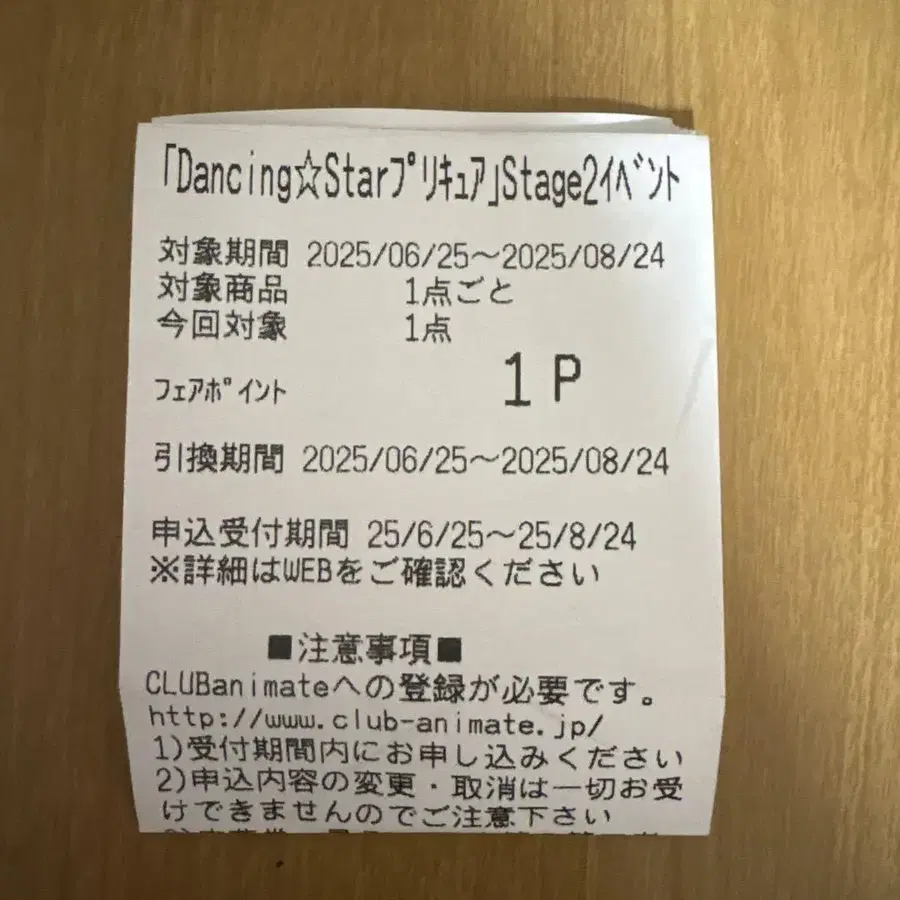 ｢Dancing☆Starﾌﾟﾘｷｭｱ｣Stage2ｲﾍﾞﾝﾄ
対象期間 2025/06/25～2025/08/24
対象商品 1点ごと
今回対象 1点
ﾌｪｱﾎﾟｲﾝﾄ 1P
引換期間 2025/06/25～2025/08/24
申込受付期間 25/6/25～25/8/24
※詳細はWEBをご確認ください
■注意事項■
CLUBanimateへの登録が必要です。
http://www.club-animate.jp/
1)受付期間内にお申し込みください
2)申込内容の変更・取消は一切お受
けできませんのでご注意下さい